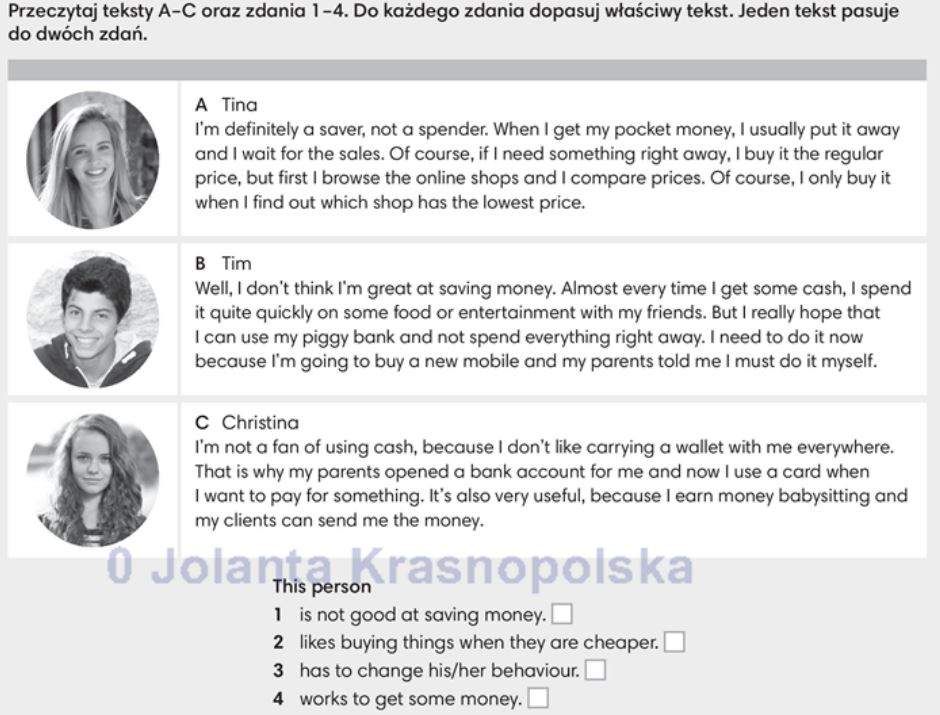 Przeczytaj teksty A–C oraz zdania 1–4. Do każdego zdania dopasuj właściwy tekst. Jeden tekst pasuje
do dwóch zdań.
A Tina
I'm definitely a saver, not a spender. When I get my pocket money, I usually put it away
and I wait for the sales. Of course, if I need something right away, I buy it the regular
price, but first I browse the online shops and I compare prices. Of course, I only buy it
when I find out which shop has the lowest price.
B Tim
Well, I don't think I'm great at saving money. Almost every time I get some cash, I spend
it quite quickly on some food or entertainment with my friends. But I really hope that
I can use my piggy bank and not spend everything right away. I need to do it now
because I'm going to buy a new mobile and my parents told me I must do it myself.
C Christina
I'm not a fan of using cash, because I don't like carrying a wallet with me everywhere.
That is why my parents opened a bank account for me and now I use a card when
I want to pay for something. It's also very useful, because I earn money babysitting and
my clients can send me the money.
0 Jolanta Krasnopolska
This person
1 is not good at saving money.
2 likes buying things when they are cheaper.
3 has to change his/her behaviour.
4 works to get some money.